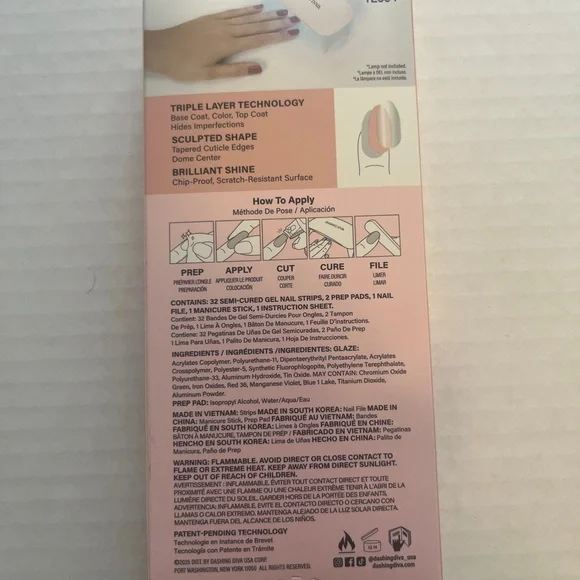 *Lamp not included.
*Lampe à DEL non incluse.
*La lámpara no está incluida.
TRIPLE LAYER TECHNOLOGY
Base Coat, Color, Top Coat
Hides Imperfections
SCULPTED SHAPE
Tapered Cuticle Edges
Dome Center
BRILLIANT SHINE
Chip-Proof, Scratch-Resistant Surface
How To Apply
Méthode De Pose / Aplicación
PREP APPLY CUT CURE FILE
PRÉPARER L'ONGLE APPLIQUER LE PRODUIT COUPER FAIRE DURCIR LIMER
PREPARACIÓN COLOCACIÓN CORTE CURADO LIMAR
CONTAINS: 32 SEMI-CURED GEL NAIL STRIPS, 2 PREP PADS, 1 NAIL
FILE, 1 MANICURE STICK, 1 INSTRUCTION SHEET.
Contient: 32 Bandes De Gel Semi-Durcies Pour Ongles, 2 Tampon
De Prép, 1 Lime À Ongles, 1 Bâton De Manucure, 1 Feuille D'instructions.
Contiene: 32 Pegatinas De Uñas De Gel Semicuradas, 2 Paño De Prep
1 Lima Para Uñas, 1 Palito De Manicura, 1 Hoja De Instrucciones.
INGREDIENTS / INGRÉDIENTS /INGREDIENTES: GLAZE:
Acrylates Copolymer, Polyurethane-11, Dipentaerythrityl Pentaacrylate, Acrylates
Crosspolymer, Polyester-5, Synthetic Fluorophlogopite, Polyethylene Terephthalate,
Polyurethane-33, Aluminum Hydroxide, Tin Oxide. MAY CONTAIN: Chromium Oxide
Green, Iron Oxides, Red 36, Manganese Violet, Blue 1 Lake, Titanium Dioxide,
Aluminum Powder.
PREP PAD: Isopropyl Alcohol, Water/Aqua/Eau
MADE IN VIETNAM: Strips MADE IN SOUTH KOREA: Nail File MADE IN
CHINA: Manicure Stick, Prep Pad FABRIQUÉ AU VIETNAM: Bandes
FABRIQUÉ EN SOUTH KOREA: Limes à Ongles FABRIQUÉ EN CHINE:
BÂTON À MANUCURE, TAMPON DE PREP / FABRICADO EN VIETNAM: Pegatinas
HENCHO EN SOUTH KOREA: Lima de Uñas HECHO EN CHINA: Palito de
Manicura, Paño de Prep
WARNING: FLAMMABLE. AVOID DIRECT OR CLOSE CONTACT TO
FLAME OR EXTREME HEAT. KEEP AWAY FROM DIRECT SUNLIGHT.
KEEP OUT OF REACH OF CHILDREN.
AVERTISSEMENT : INFLAMMABLE. ÉVITER TOUT CONTACT DIRECT ET TOUTE
PROXIMITÉ AVEC UNE FLAMME OU UNE CHALEUR EXTRÊME TENIR À L'ABRI DE LA
LUMIÈRE DIRECTE DU SOLEIL. GARDER HORS DE LA PORTÉE DES ENFANTS.
ADVERTENCIA: INFLAMABLE. EVITE EL CONTACTO DIRECTO O CERCANO CON
LLAMAS O CALOR EXTREMO. MANTENGA ALEJADO DE LA LUZ SOLAR DIRECTA.
MANTENGA FUERA DEL ALCANCE DE LOS NIÑOS.
PATENT-PENDING TECHNOLOGY
Technologie en Instance de Brevet
Tecnología con Patente en Trámite
12 M
©2025 DIST. BY DASHING DIVA USA CORP.
PORT WASHINGTON, NEW YORK 11050 ALL RIGHTS RESERVED.
@dashingdiva_usa
dashingdiva.com